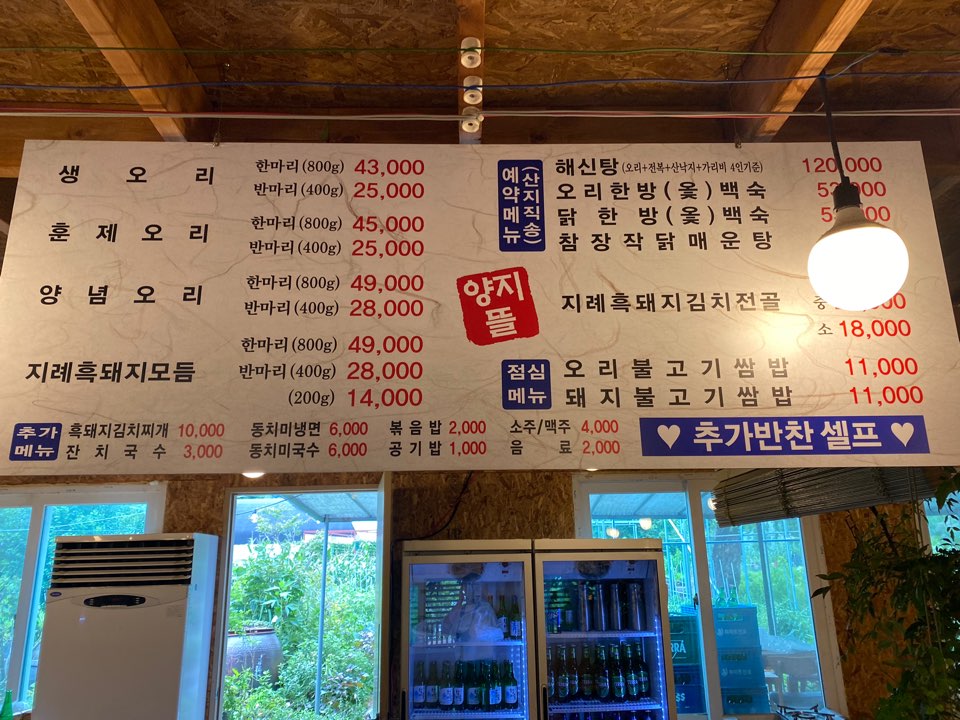 생 오 리 한마리(800g) 43,000
반마리(400g) 25,000
훈 제 오 리 한마리(800g) 45,000
반마리(400g) 25,000
양 념 오 리 한마리(800g) 49,000
반마리(400g) 28,000
지례흑돼지모듬 한마리(800g) 49,000
반마리(400g) 28,000
(200g) 14,000
예약메뉴 (산지직송)
해신탕(오리+전복+산낙지+가리비 4인기준) 120,000
오리한방(옻)백숙
닭 한 방(옻)백숙
참장작닭매운탕
양지뜰
지례흑돼지김치전골 중
소 18,000
점심메뉴
오리불고기쌈밥 11,000
돼지불고기쌈밥 11,000
추가메뉴
흑돼지김치찌개 10,000 동치미냉면 6,000 볶음밥 2,000 소주/맥주 4,000
잔치국수 3,000 동치미국수 6,000 공기밥 1,000 음 료 2,000
♥ 추가반찬 셀프 ♥